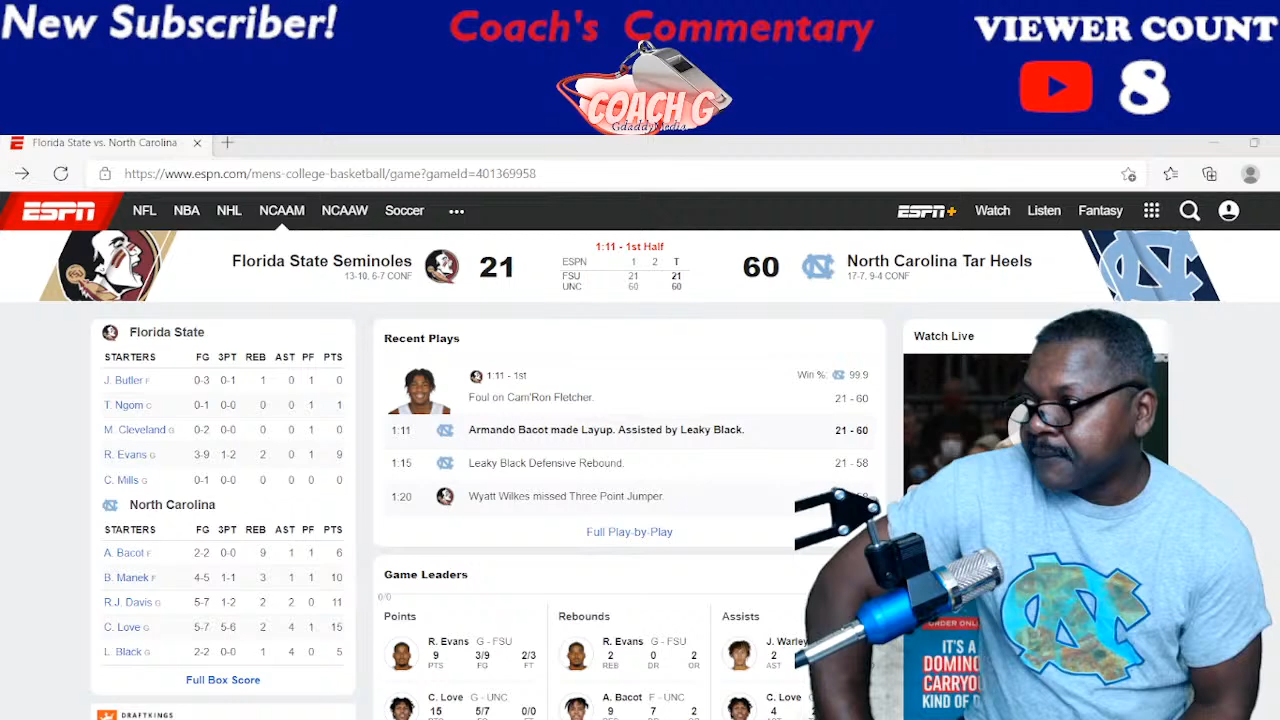 New Subscriber!
Coach's Commentary
VIEWER COUNT
COACH G
GdaddyMedia
8
Florida State vs. North Carolina
https://www.espn.com/mens-college-basketball/game?gameId=401369958
ESPN NFL NBA NHL NCAAM NCAAW Soccer ••• ESPN+ Watch Listen Fantasy
1:11 - 1st Half
Florida State Seminoles 21
13-10, 6-7 CONF
ESPN 1 2 T
FSU 21 21
UNC 60 60
60 North Carolina Tar Heels
17-7, 9-4 CONF
Florida State
STARTERS FG 3PT REB AST PF PTS
J. Butler F 0-3 0-1 1 0 1 0
T. Ngom C 0-1 0-0 0 0 1 1
M. Cleveland G 0-2 0-0 0 0 1 0
R. Evans G 3-9 1-2 2 0 1 9
C. Mills G 0-1 0-0 0 0 0 0
North Carolina
STARTERS FG 3PT REB AST PF PTS
A. Bacot F 2-2 0-0 9 1 1 6
B. Manek F 4-5 1-1 3 1 1 10
R.J. Davis G 5-7 1-2 2 2 0 11
C. Love G 5-7 5-6 2 4 1 15
L. Black G 2-2 0-0 1 4 0 5
Full Box Score
DRAFTKINGS
Recent Plays
1:11 - 1st Win %: 99.9
Foul on Cam'Ron Fletcher. 21 - 60
1:11 Armando Bacot made Layup. Assisted by Leaky Black. 21 - 60
1:15 Leaky Black Defensive Rebound. 21 - 58
1:20 Wyatt Wilkes missed Three Point Jumper.
Full Play-by-Play
Game Leaders
0/0
Points Rebounds Assists
R. Evans G - FSU
9 3/9 2/3
PTS FG FT
R. Evans G - FSU
2 0 2
REB DR OR
J. Warley
2
AST
C. Love G - UNC
15 5/7 0/0
A. Bacot F - UNC
9 7 2
C. Love
4
Watch Live
ORDER ONL
IT'S A
DOMINO
CARRYOU
KIND OF D
NC